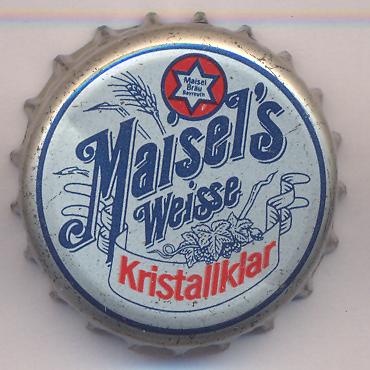 Maisel
Bräu
Bayreuth
Maisel's
Weisse
Kristallklar